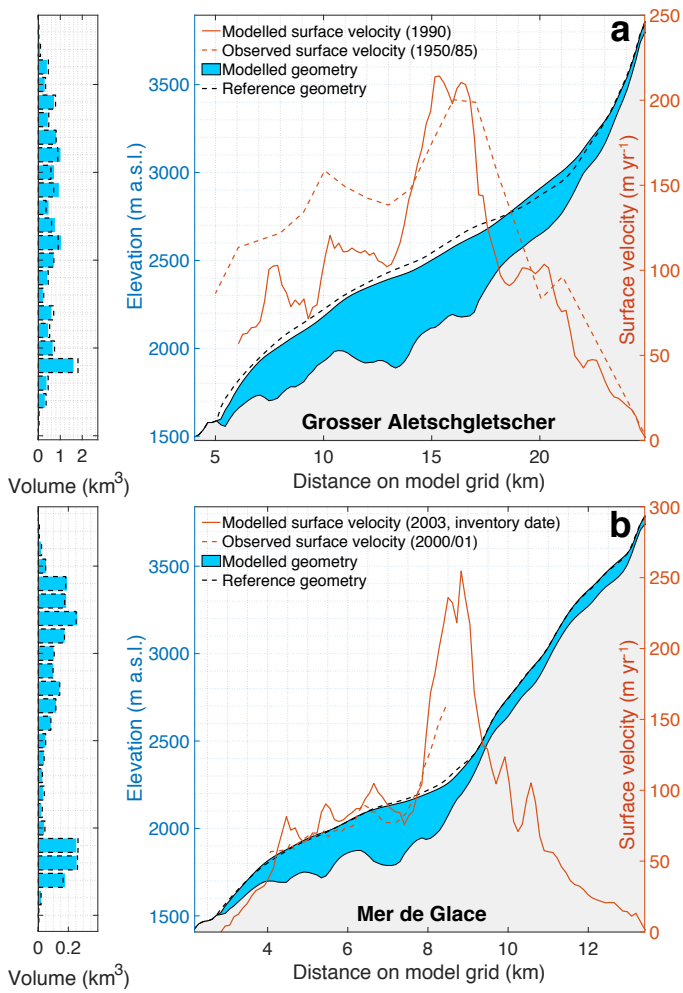 a
Modelled surface velocity (1990)
Observed surface velocity (1950/85)
Modelled geometry
Reference geometry
Elevation (m a.s.l.)
3500
3000
2500
2000
1500
Surface velocity (m yr⁻¹)
250
200
150
100
50
0
Grosser Aletschgletscher
0 1 2
Volume (km³)
5 10 15 20
Distance on model grid (km)
b
Modelled surface velocity (2003, inventory date)
Observed surface velocity (2000/01)
Modelled geometry
Reference geometry
Elevation (m a.s.l.)
3500
3000
2500
2000
1500
Surface velocity (m yr⁻¹)
300
250
200
150
100
50
0
Mer de Glace
0 0.2
Volume (km³)
4 6 8 10 12
Distance on model grid (km)